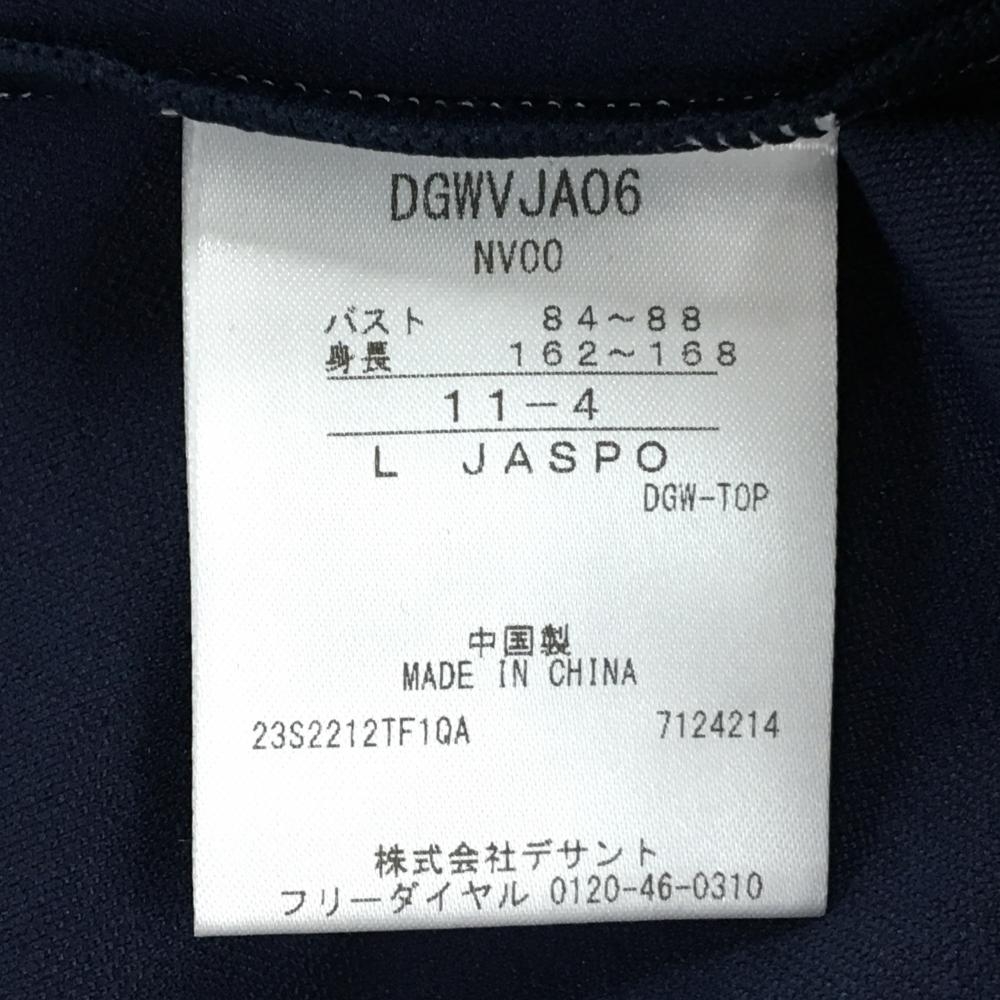 DGWVJA06
NV00
バスト 84～88
身長 162～168
11－4
L JASPO
DGW-TOP
中国製
MADE IN CHINA
23S2212TF1QA 7124214
株式会社デサント
フリーダイヤル 0120-46-0310